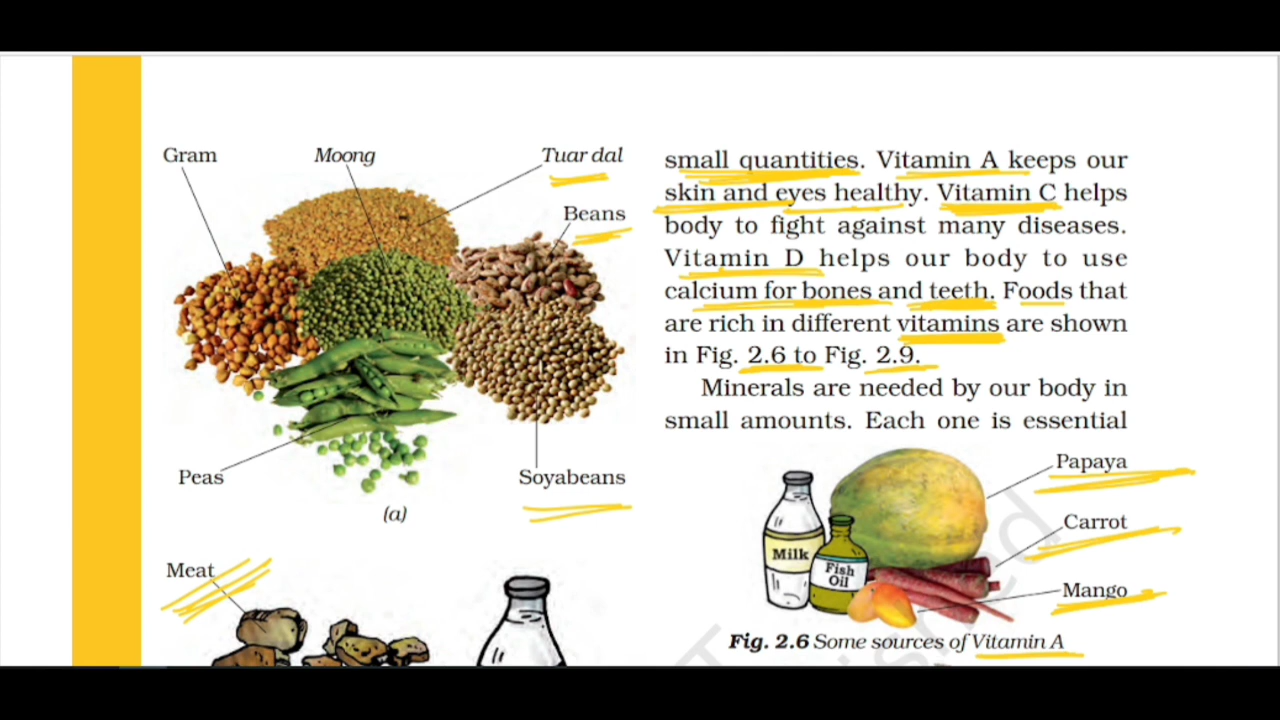 Gram
Moong
Tuar dal
Beans
Peas
Soyabeans
(a)
Meat
small quantities. Vitamin A keeps our
skin and eyes healthy. Vitamin C helps
body to fight against many diseases.
Vitamin D helps our body to use
calcium for bones and teeth. Foods that
are rich in different vitamins are shown
in Fig. 2.6 to Fig. 2.9.
Minerals are needed by our body in
small amounts. Each one is essential
Papaya
Carrot
Mango
Milk
Fish
Oil
Fig. 2.6 Some sources of Vitamin A